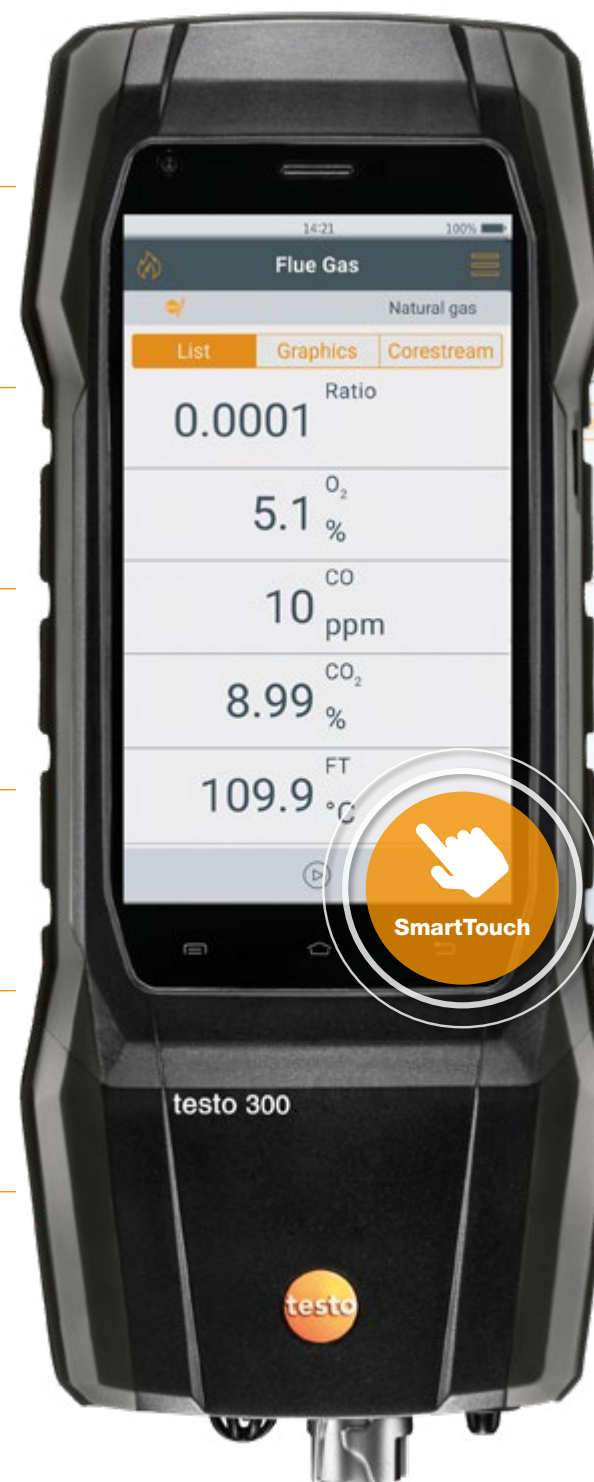 14:21 100%
Flue Gas
Natural gas
List Graphics Corestream
Ratio
0.0001
O₂
5.1 %
CO
10 ppm
CO₂
8.99 %
FT
109.9 °C
SmartTouch
testo 300
testo